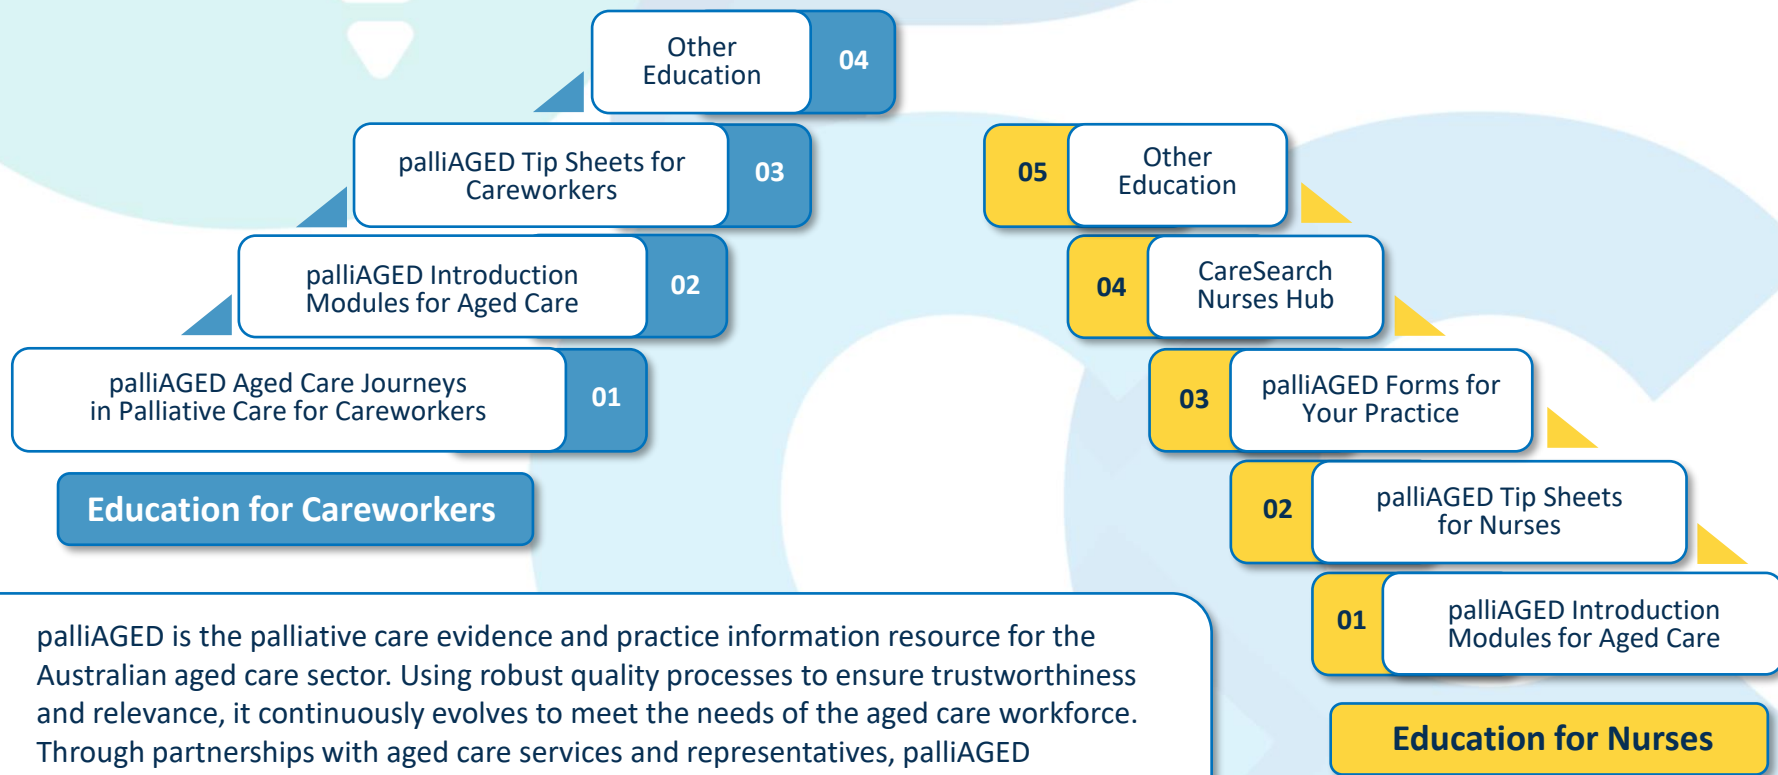 Other
Education
04
palliAGED Tip Sheets for
Careworkers
03
palliAGED Introduction
Modules for Aged Care
02
palliAGED Aged Care Journeys
in Palliative Care for Careworkers
01
Education for Careworkers
05
Other
Education
04
CareSearch
Nurses Hub
03
palliAGED Forms for
Your Practice
02
palliAGED Tip Sheets
for Nurses
01
palliAGED Introduction
Modules for Aged Care
Education for Nurses
palliAGED is the palliative care evidence and practice information resource for the
Australian aged care sector. Using robust quality processes to ensure trustworthiness
and relevance, it continuously evolves to meet the needs of the aged care workforce.
Through partnerships with aged care services and representatives, palliAGED